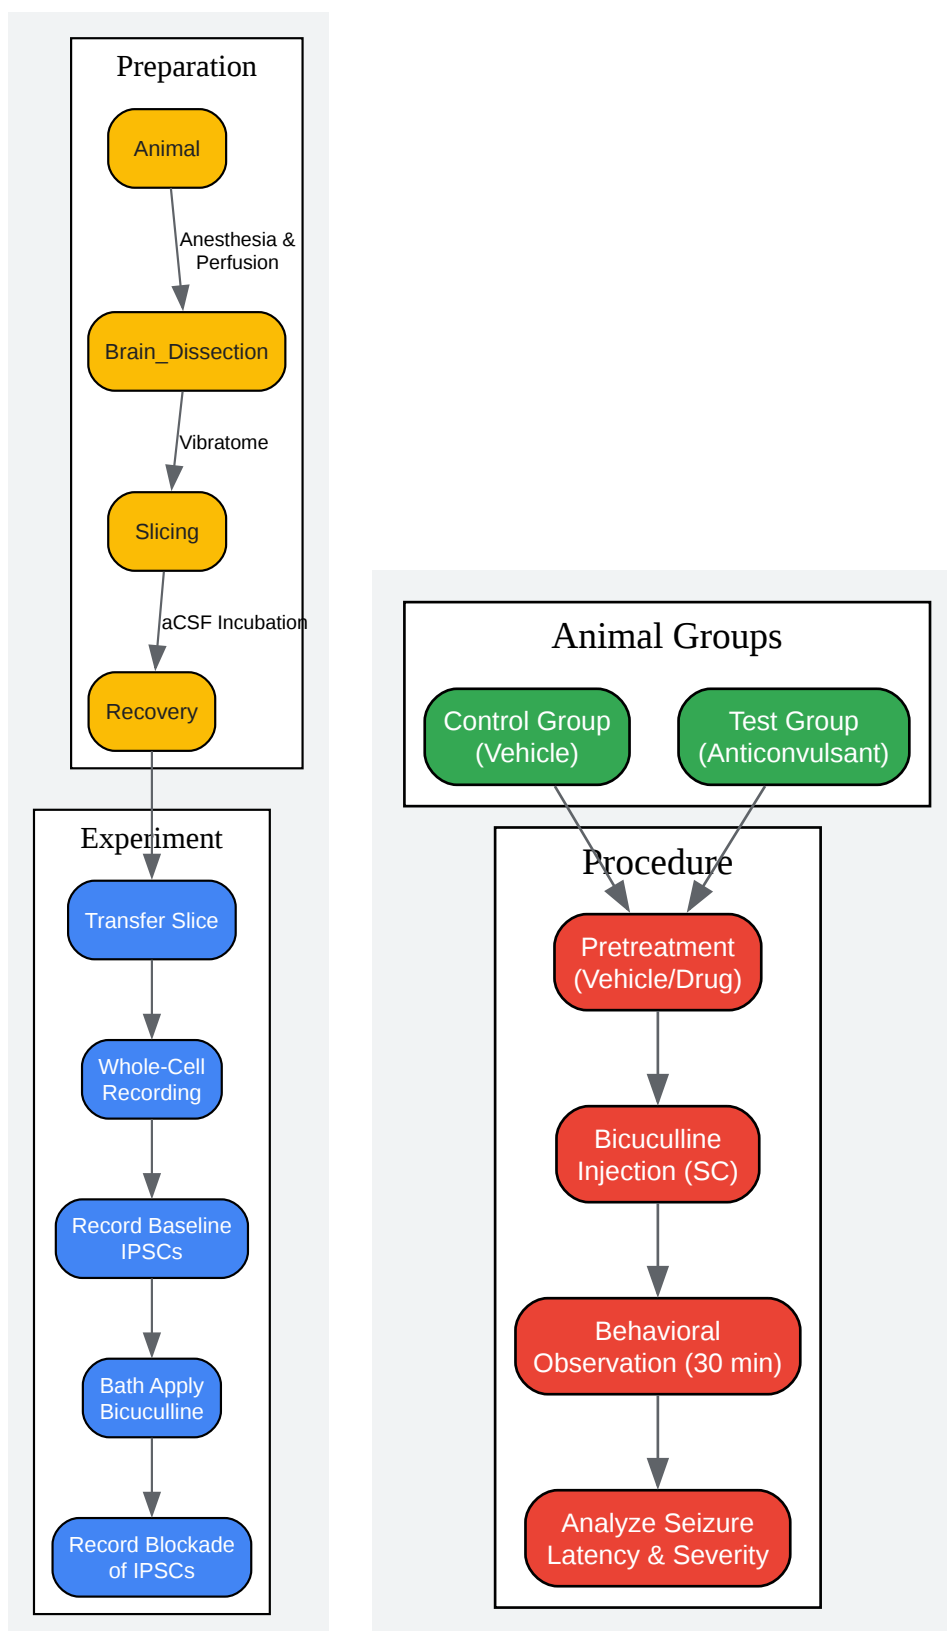 Preparation
Animal
Anesthesia &
Perfusion
Brain_Dissection
Vibratome
Slicing
aCSF Incubation
Recovery
Experiment
Transfer Slice
Whole-Cell
Recording
Record Baseline
IPSCs
Bath Apply
Bicuculline
Record Blockade
of IPSCs
Animal Groups
Control Group
(Vehicle)
Test Group
(Anticonvulsant)
Procedure
Pretreatment
(Vehicle/Drug)
Bicuculline
Injection (SC)
Behavioral
Observation (30 min)
Analyze Seizure
Latency & Severity